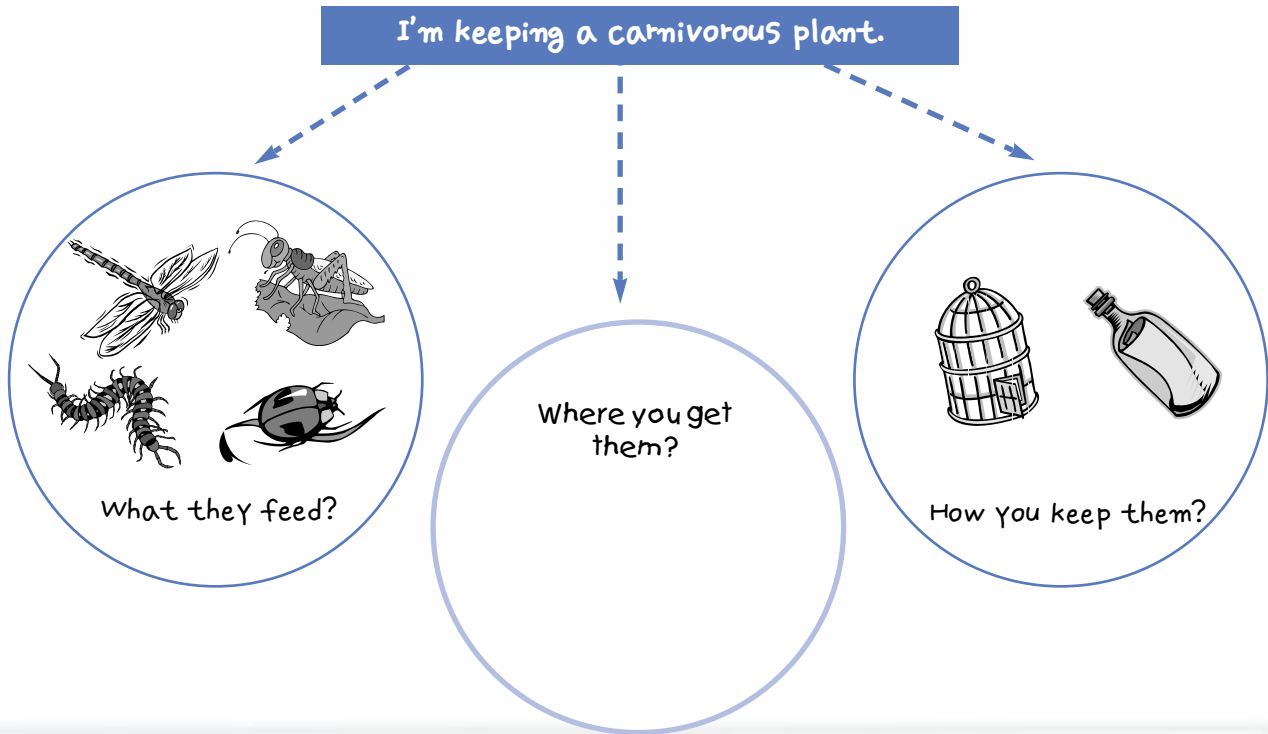 I'm keeping a carnivorous plant.
Where you get
them?
What they feed?
How you keep them?